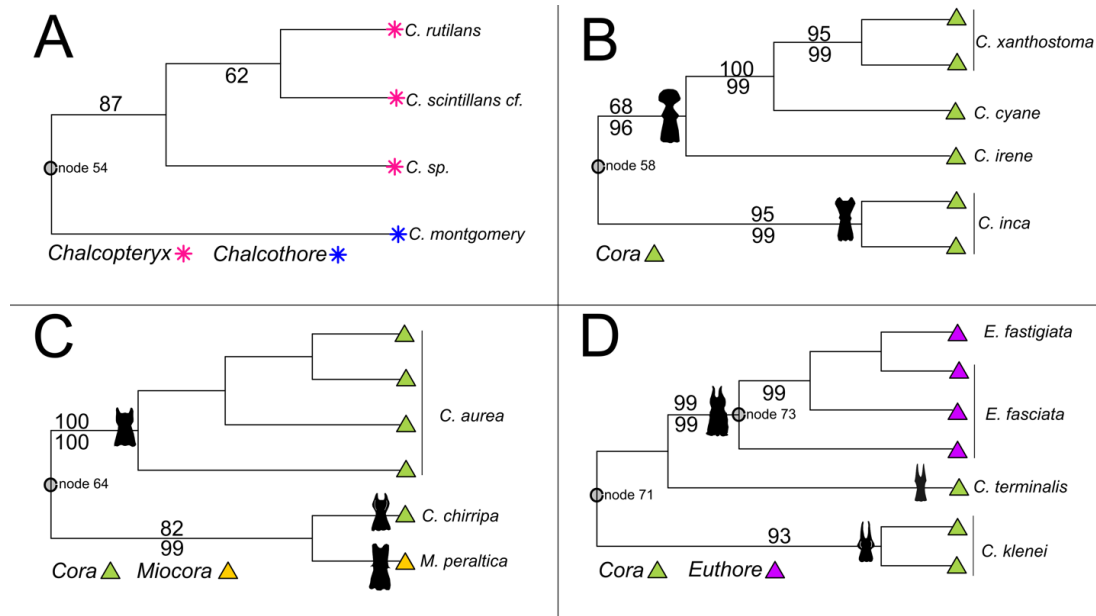 A
C. rutilans
62
C. scintillans cf.
87
node 54
C. sp.
C. montgomery
Chalcopteryx
Chalcothore
B
95
99
C. xanthostoma
100
99
C. cyane
68
96
C. irene
node 58
95
99
C. inca
Cora
C
C. aurea
100
100
node 64
C. chirripa
82
99
M. peraltica
Cora
Miocora
D
E. fastigiata
99
E. fasciata
99
99
node 73
C. terminalis
node 71
93
C. klenei
Cora
Euthore